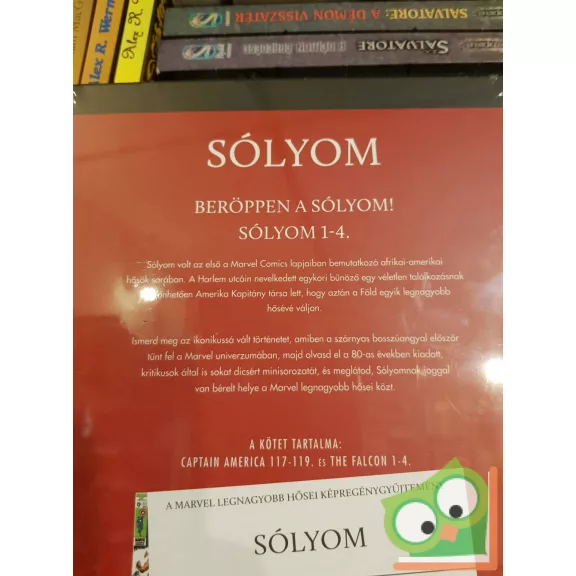 Alex R. Werm
Alex R.
SALVATORE: A DÉMON VISSZATÉR
SALVATORE
SÓLYOM
BERÖPPEN A SÓLYOM!
SÓLYOM 1-4.
Sólyom volt az első a Marvel Comics lapjaiban bemutatkozó afrikai-amerikai
hősök sorában. A Harlem utcáin nevelkedett egykori bűnöző egy véletlen találkozásnak
köszönhetően Amerika Kapitány társa lett, hogy aztán a Föld egyik legnagyobb
hősévé váljon.
Ismerd meg az ikonikussá vált történetet, amiben a szárnyas bosszúangyal először
tűnt fel a Marvel univerzumában, majd olvasd el a 80-as években kiadott,
kritikusok által is sokat dicsért minisorozatát, és meglátod, Sólyomnak joggal
van bérelt helye a Marvel legnagyobb hősei közt.
A KÖTET TARTALMA:
CAPTAIN AMERICA 117-119. ÉS THE FALCON 1-4.
A MARVEL LEGNAGYOBB HŐSEI KÉPREGÉNYGYŰJTEMÉNY
SÓLYOM